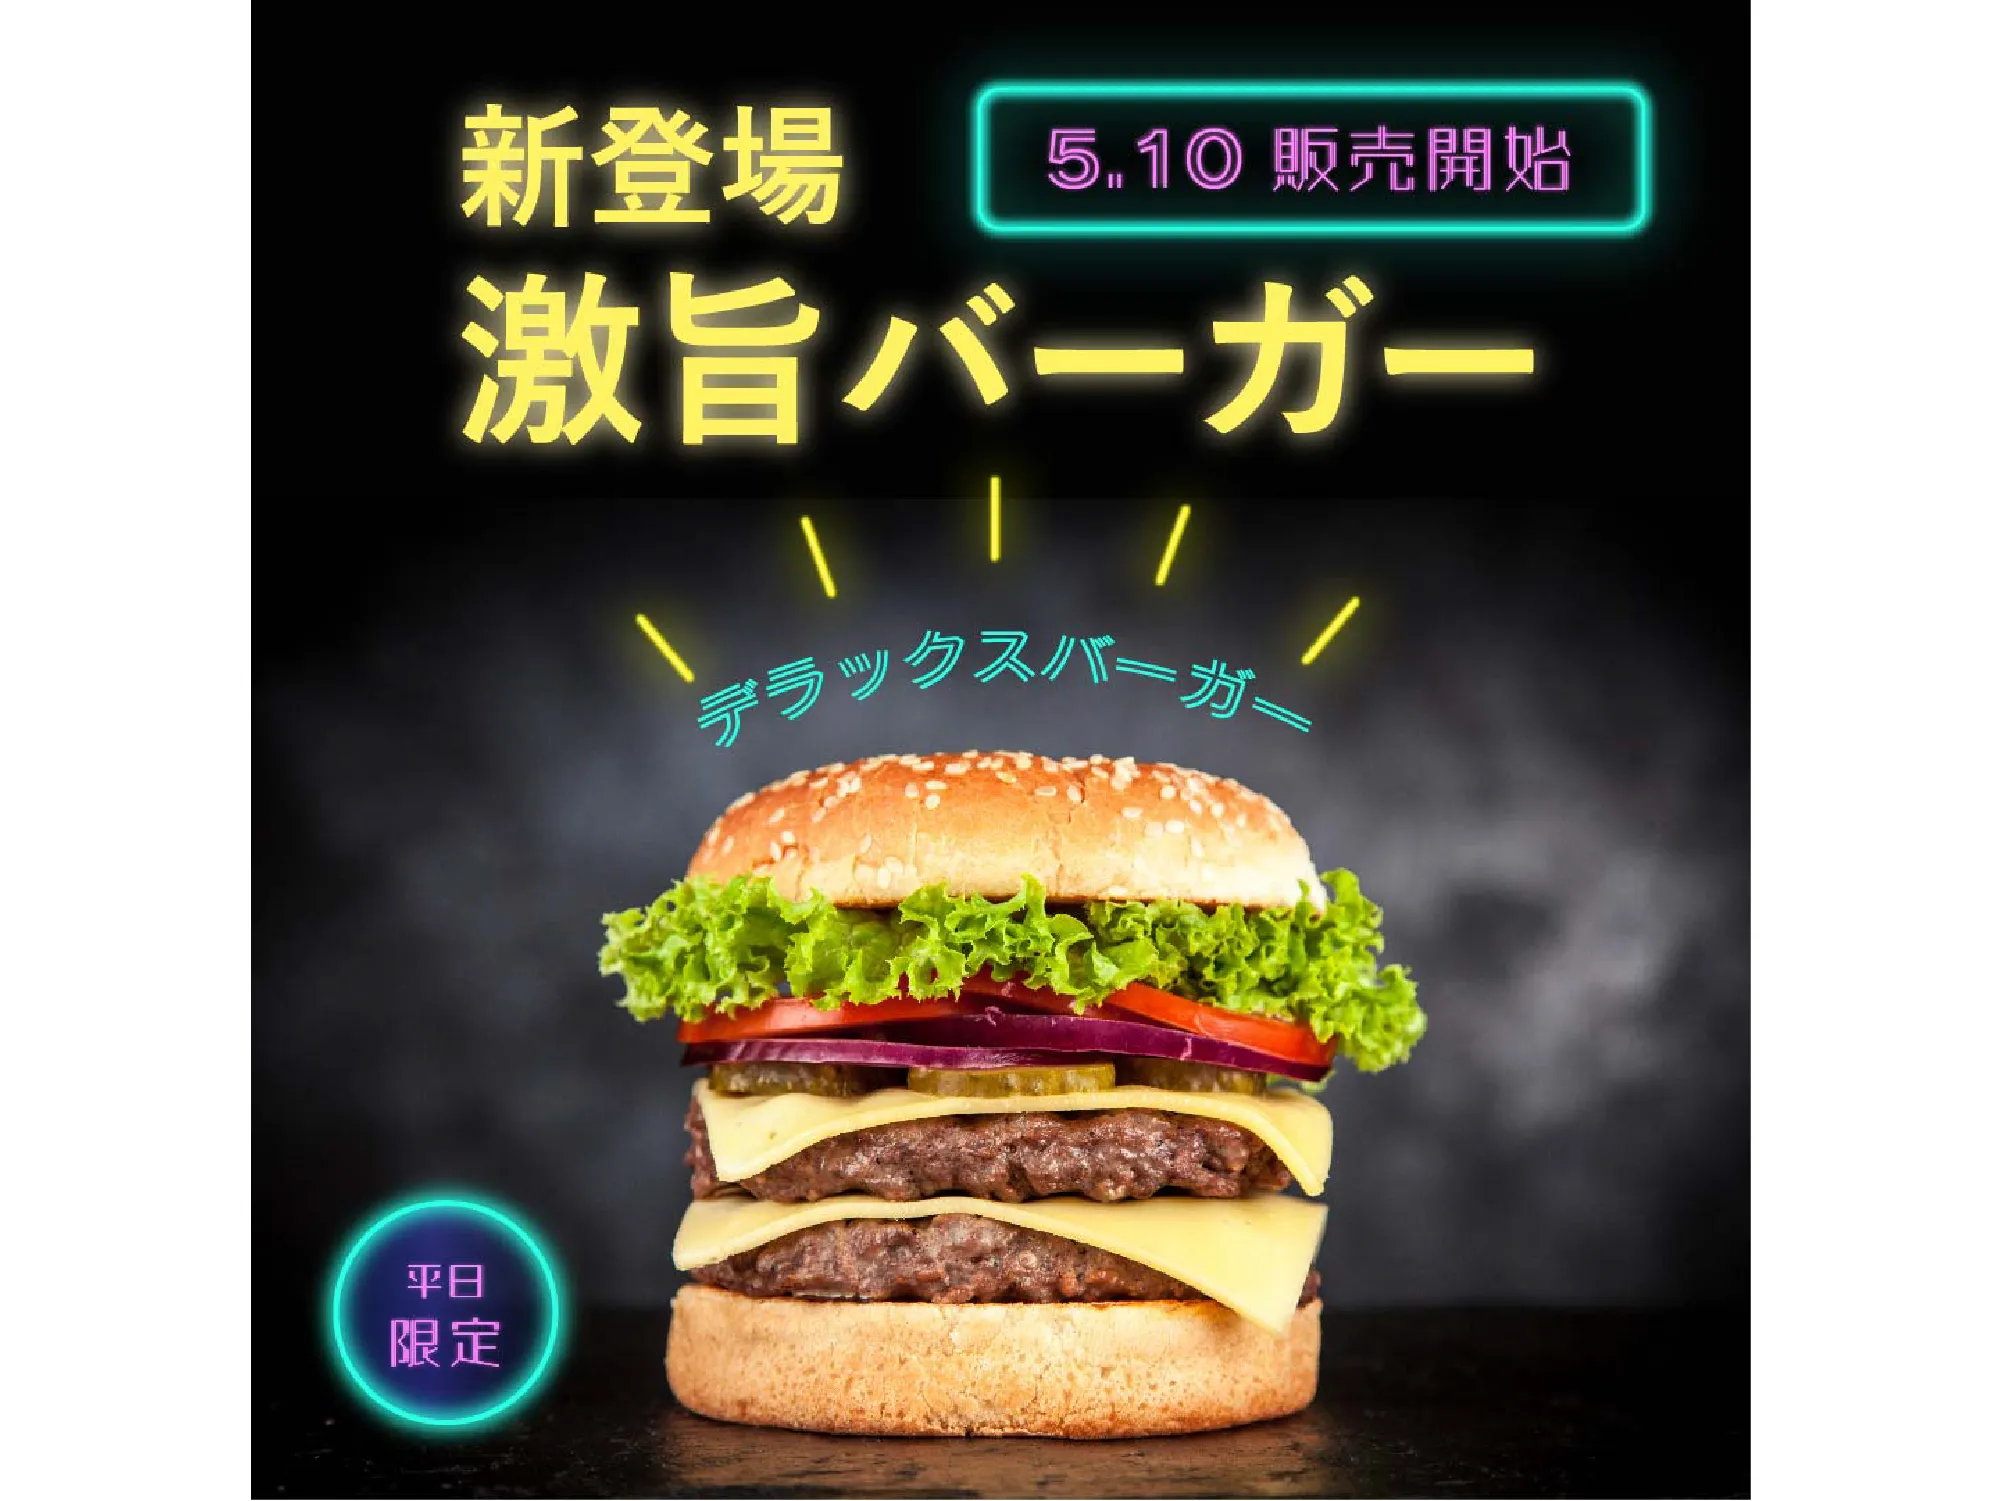 新登場
5.10 販売開始
激旨バーガー
デラックスバーガー
平日
限定